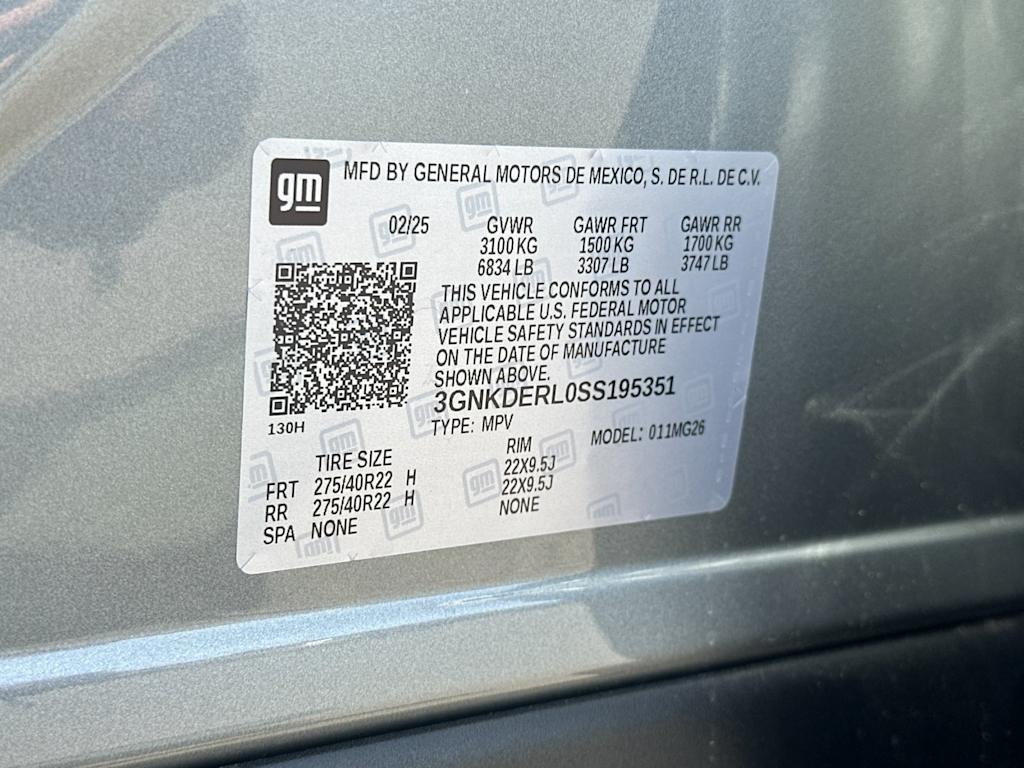 gm MFD BY GENERAL MOTORS DE MEXICO, S. DE R.L. DE C.V.
02/25 GVWR GAWR FRT GAWR RR
3100 KG 1500 KG 1700 KG
6834 LB 3307 LB 3747 LB
THIS VEHICLE CONFORMS TO ALL
APPLICABLE U.S. FEDERAL MOTOR
VEHICLE SAFETY STANDARDS IN EFFECT
ON THE DATE OF MANUFACTURE
SHOWN ABOVE.
3GNKDERL0SS195351
130H
TYPE: MPV MODEL: 011MG26
TIRE SIZE RIM
FRT 275/40R22 H 22X9.5J
RR 275/40R22 H 22X9.5J
SPA NONE NONE